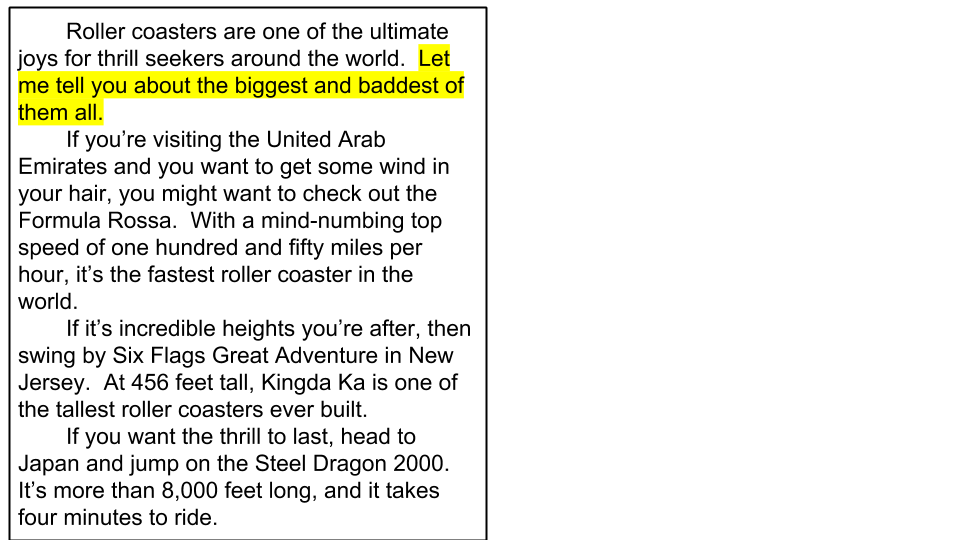 Roller coasters are one of the ultimate
joys for thrill seekers around the world.  Let
me tell you about the biggest and baddest of
them all.
If you’re visiting the United Arab
Emirates and you want to get some wind in
your hair, you might want to check out the
Formula Rossa.  With a mind-numbing top
speed of one hundred and fifty miles per
hour, it’s the fastest roller coaster in the
world.
If it’s incredible heights you’re after, then
swing by Six Flags Great Adventure in New
Jersey.  At 456 feet tall, Kingda Ka is one of
the tallest roller coasters ever built.
If you want the thrill to last, head to
Japan and jump on the Steel Dragon 2000.
It’s more than 8,000 feet long, and it takes
four minutes to ride.